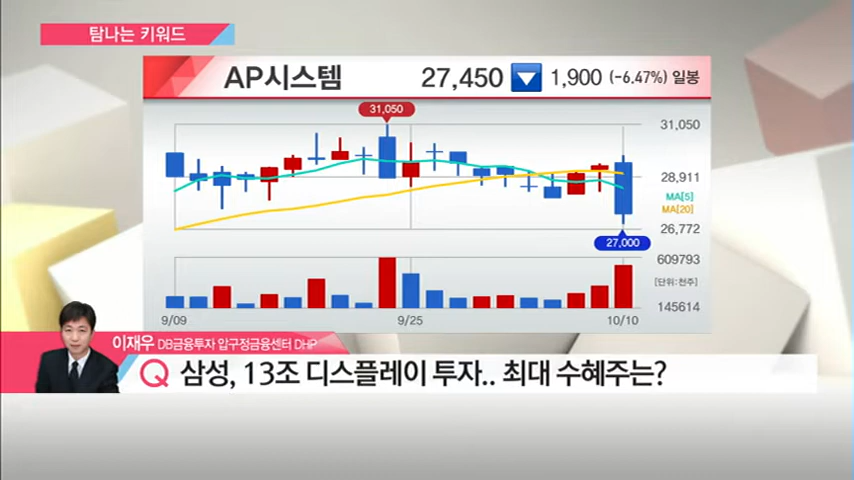 탐나는 키워드
AP시스템 27,450 ▼ 1,900 (-6.47%) 일봉
31,050
31,050
28,911
MA[5]
MA[20]
26,772
27,000
609793
[단위:천주]
145614
9/09 9/25 10/10
이재우 DB금융투자 압구정금융센터 DHP
Q 삼성, 13조 디스플레이 투자.. 최대 수혜주는?